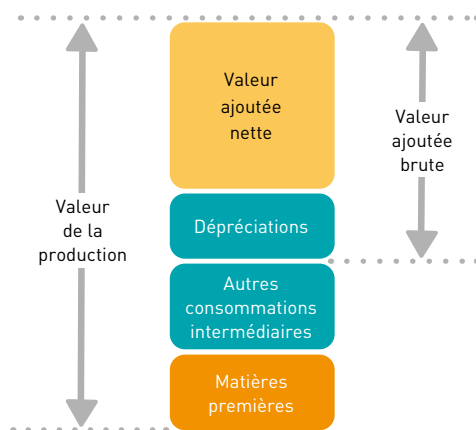 Valeur
ajoutée
nette
Valeur
ajoutée
brute
Valeur
de la
production
Dépréciations
Autres
consommations
intermédiaires
Matières
premières